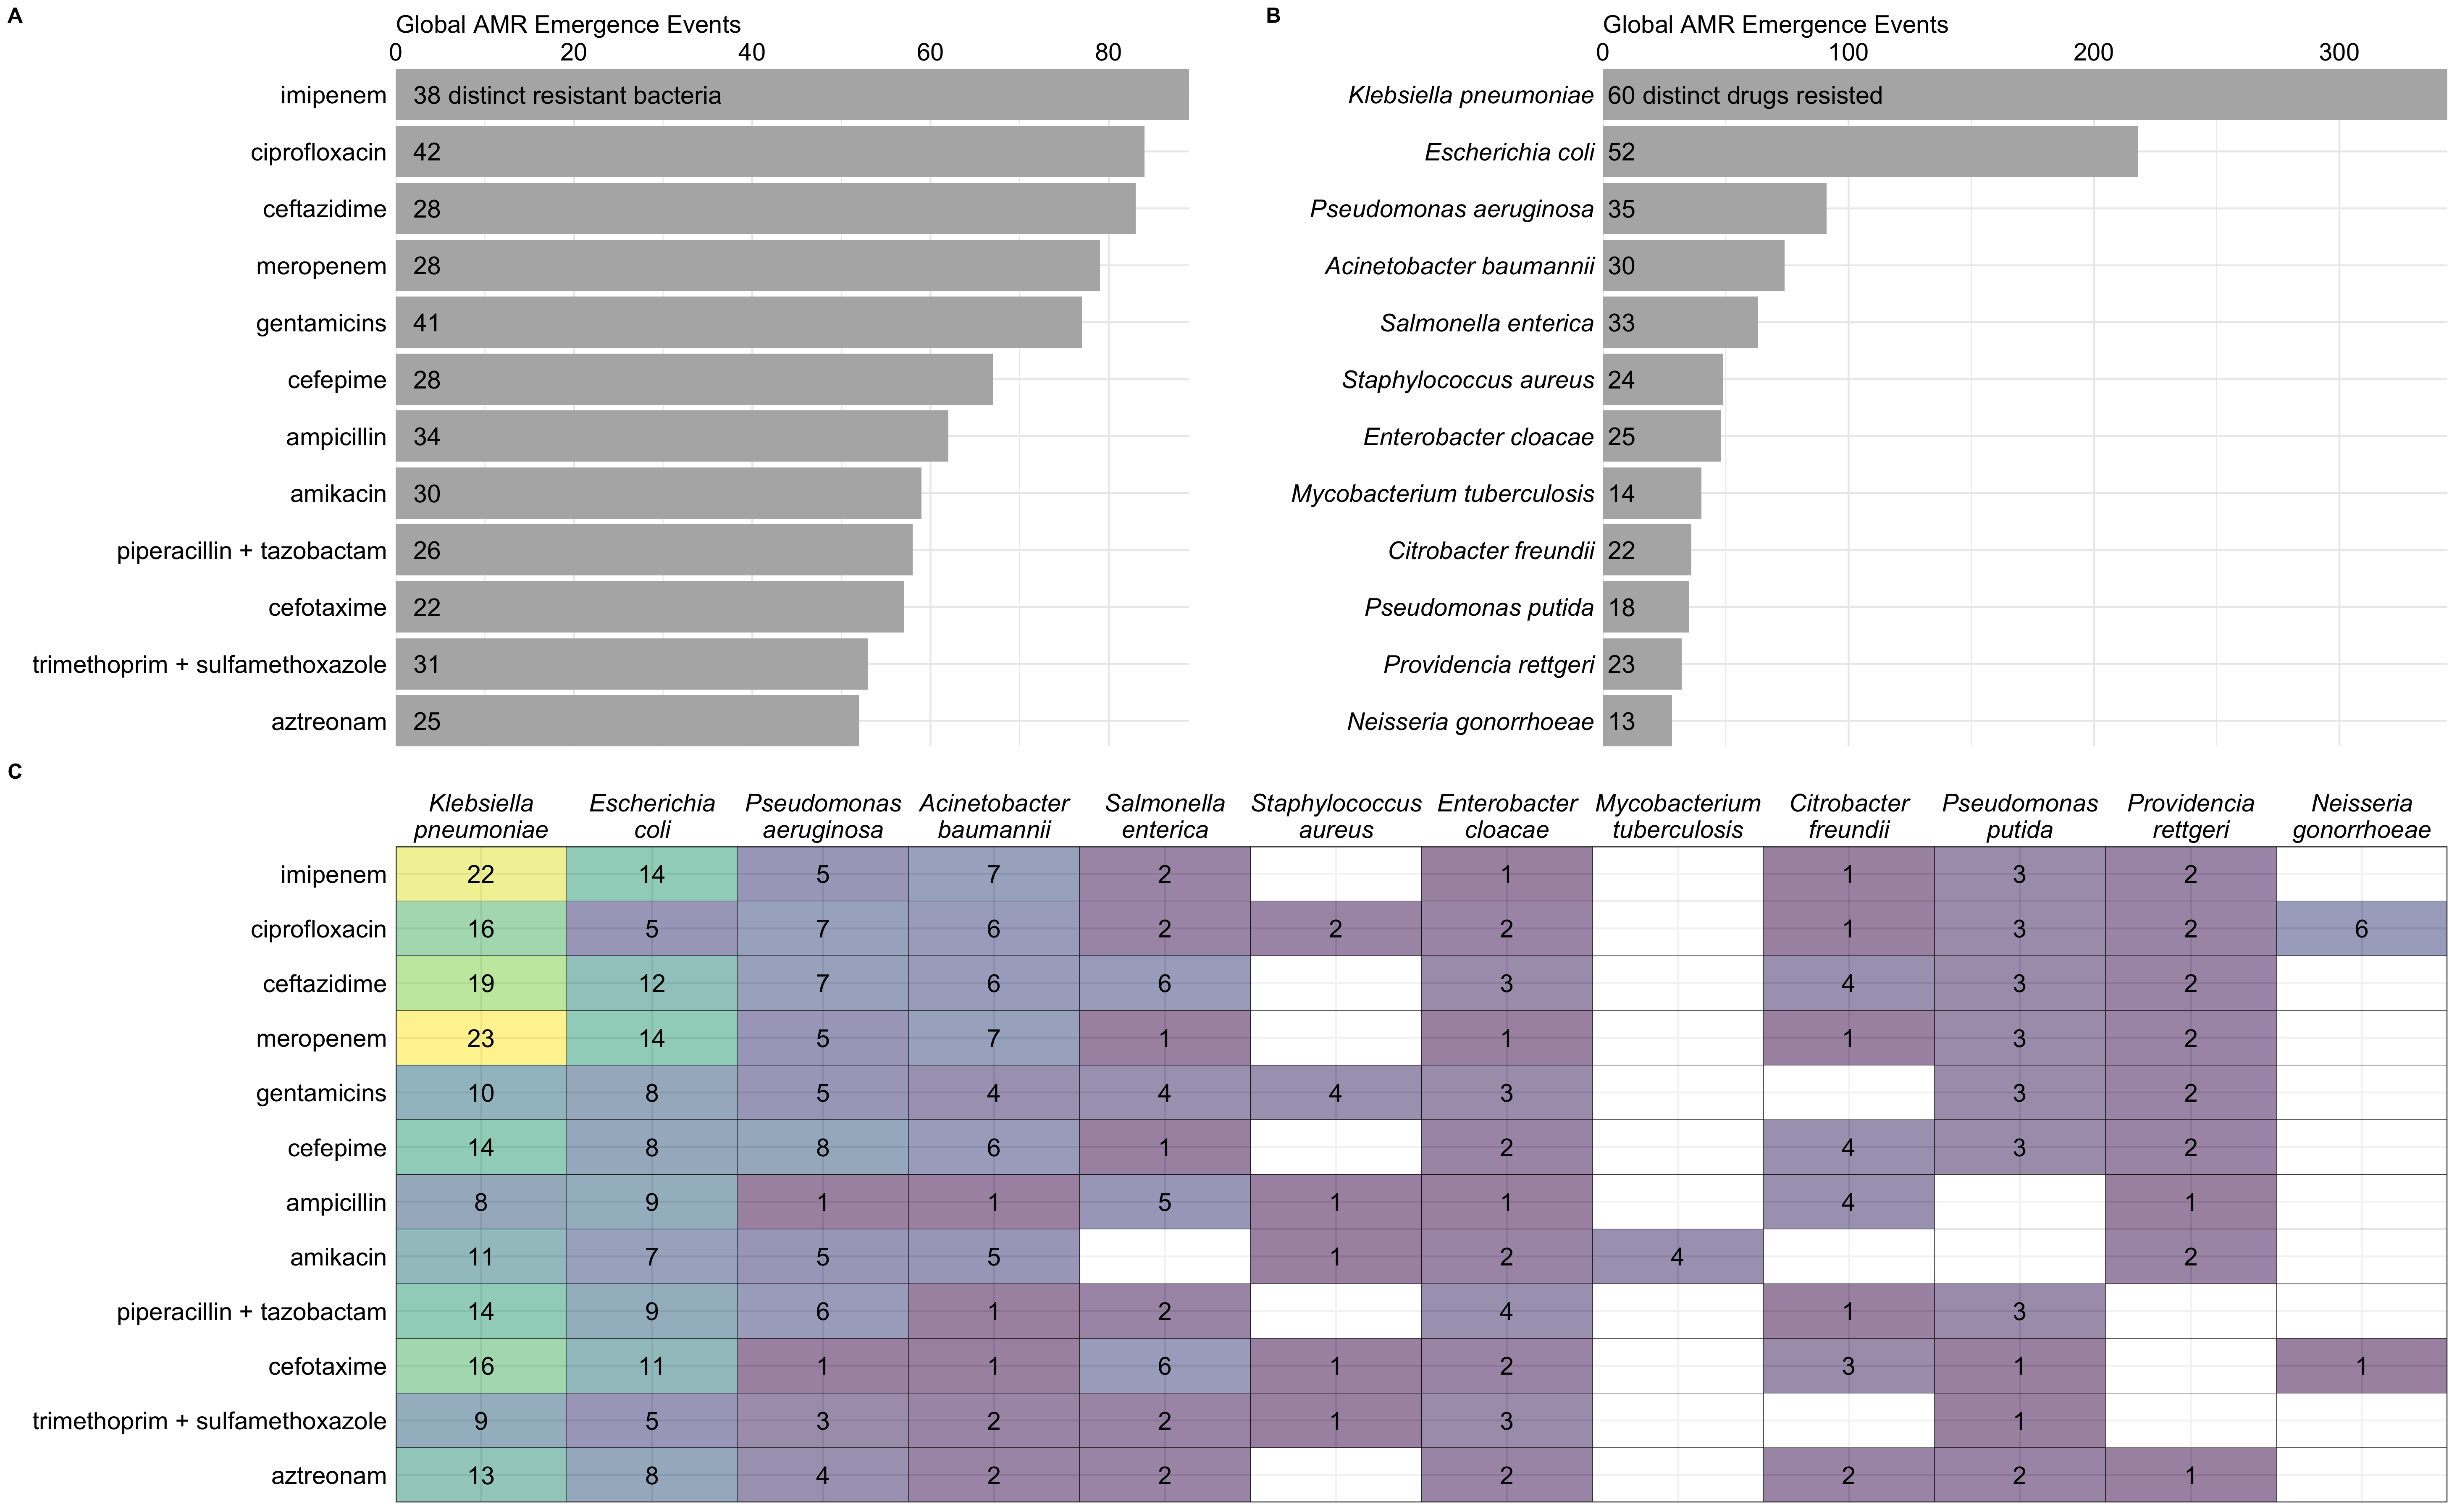 A
Global AMR Emergence Events
0 20 40 60 80
imipenem 38 distinct resistant bacteria
ciprofloxacin 42
ceftazidime 28
meropenem 28
gentamicins 41
cefepime 28
ampicillin 34
amikacin 30
piperacillin + tazobactam 26
cefotaxime 22
trimethoprim + sulfamethoxazole 31
aztreonam 25
B
Global AMR Emergence Events
0 100 200 300
Klebsiella pneumoniae 60 distinct drugs resisted
Escherichia coli 52
Pseudomonas aeruginosa 35
Acinetobacter baumannii 30
Salmonella enterica 33
Staphylococcus aureus 24
Enterobacter cloacae 25
Mycobacterium tuberculosis 14
Citrobacter freundii 22
Pseudomonas putida 18
Providencia rettgeri 23
Neisseria gonorrhoeae 13
C
Klebsiella Escherichia Pseudomonas Acinetobacter Salmonella Staphylococcus Enterobacter Mycobacterium Citrobacter Pseudomonas Providencia Neisseria
pneumoniae coli aeruginosa baumannii enterica aureus cloacae tuberculosis freundii putida rettgeri gonorrhoeae
imipenem 22 14 5 7 2 1 1 3 2
ciprofloxacin 16 5 7 6 2 2 2 1 3 2 6
ceftazidime 19 12 7 6 6 3 4 3 2
meropenem 23 14 5 7 1 1 1 3 2
gentamicins 10 8 5 4 4 4 3 3 2
cefepime 14 8 8 6 1 2 4 3 2
ampicillin 8 9 1 1 5 1 1 4 1
amikacin 11 7 5 5 1 2 4 2
piperacillin + tazobactam 14 9 6 1 2 4 1 3
cefotaxime 16 11 1 1 6 1 2 3 1 1
trimethoprim + sulfamethoxazole 9 5 3 2 2 1 3 1
aztreonam 13 8 4 2 2 2 2 2 1